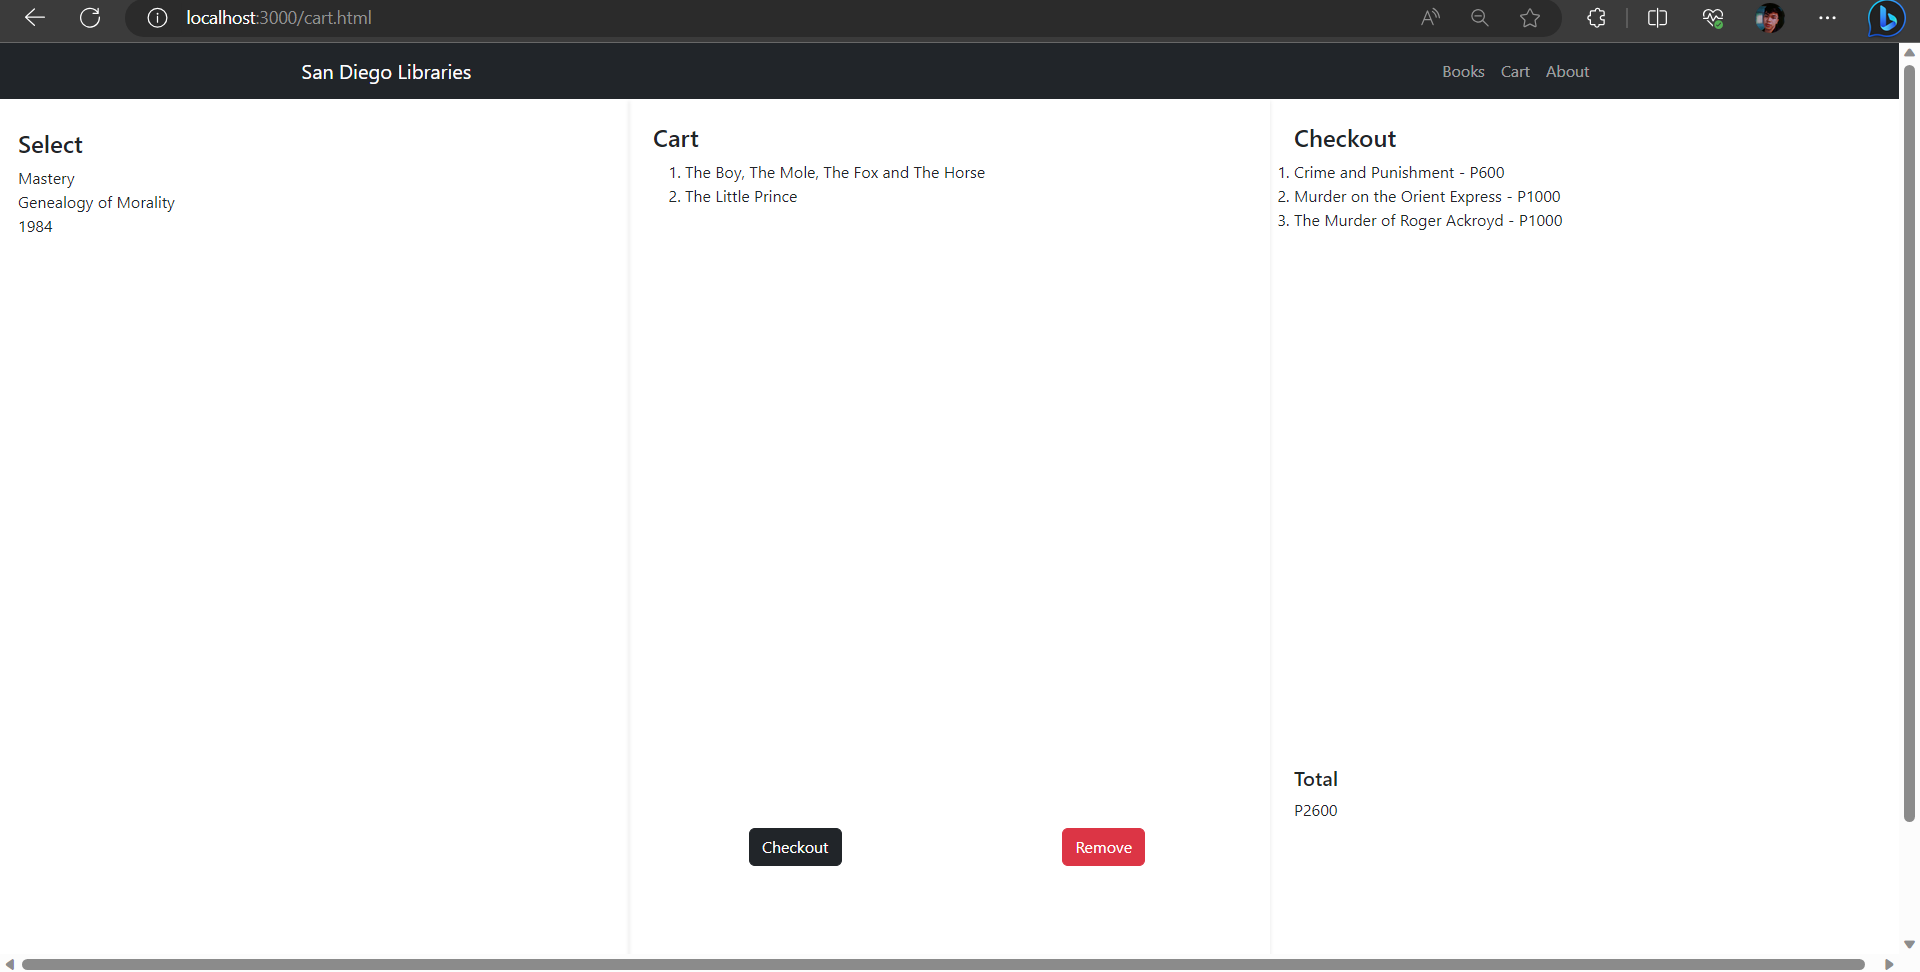 localhost:3000/cart.html
San Diego Libraries
Books Cart About
Select
Mastery
Genealogy of Morality
1984
Cart
1. The Boy, The Mole, The Fox and The Horse
2. The Little Prince
Checkout Remove
Checkout
1. Crime and Punishment - P600
2. Murder on the Orient Express - P1000
3. The Murder of Roger Ackroyd - P1000
Total
P2600